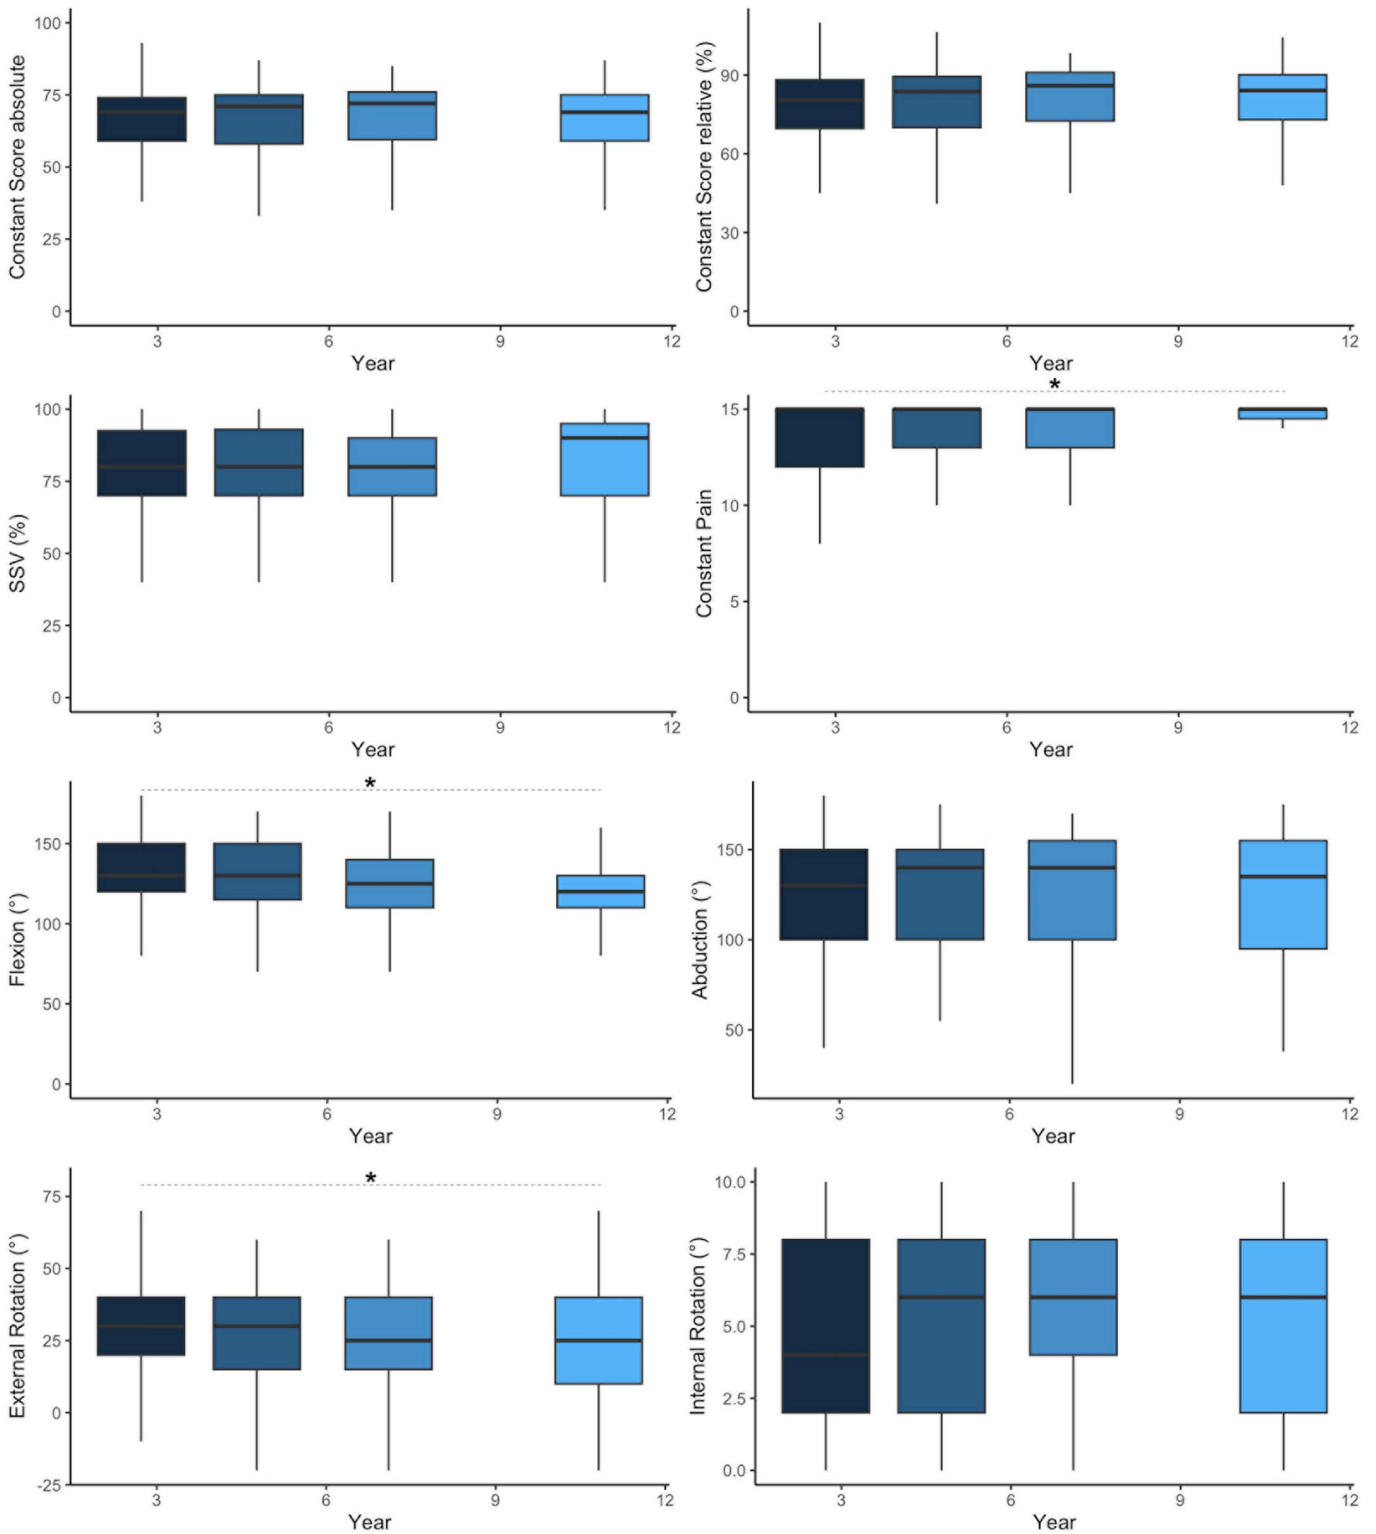 Constant Score absolute
100
75
50
25
0
3 6 9 12
Year
Constant Score relative (%)
90
60
30
0
3 6 9 12
Year
SSV (%)
100
75
50
25
0
3 6 9 12
Year
*
Constant Pain
15
10
5
0
3 6 9 12
Year
*
Flexion (°)
150
100
50
0
3 6 9 12
Year
Abduction (°)
150
100
50
3 6 9 12
Year
*
External Rotation (°)
75
50
25
0
-25
3 6 9 12
Year
Internal Rotation (°)
10.0
7.5
5.0
2.5
0.0
3 6 9 12
Year